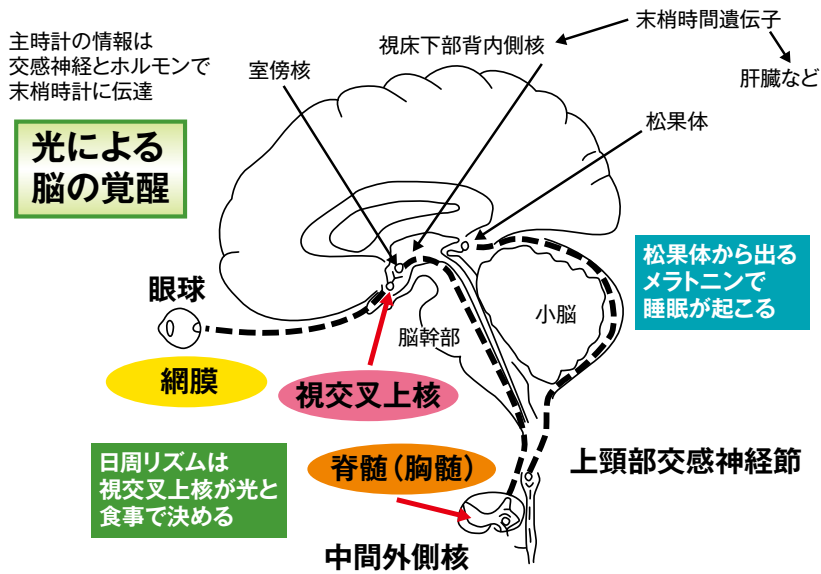 主時計の情報は
交感神経とホルモンで
末梢時計に伝達
光による
脳の覚醒
室傍核
視床下部背内側核
末梢時間遺伝子
肝臓など
松果体
松果体から出る
メラトニンで
睡眠が起こる
眼球
網膜
視交叉上核
脳幹部
小脳
日周リズムは
視交叉上核が光と
食事で決める
脊髄（胸髄）
上頸部交感神経節
中間外側核